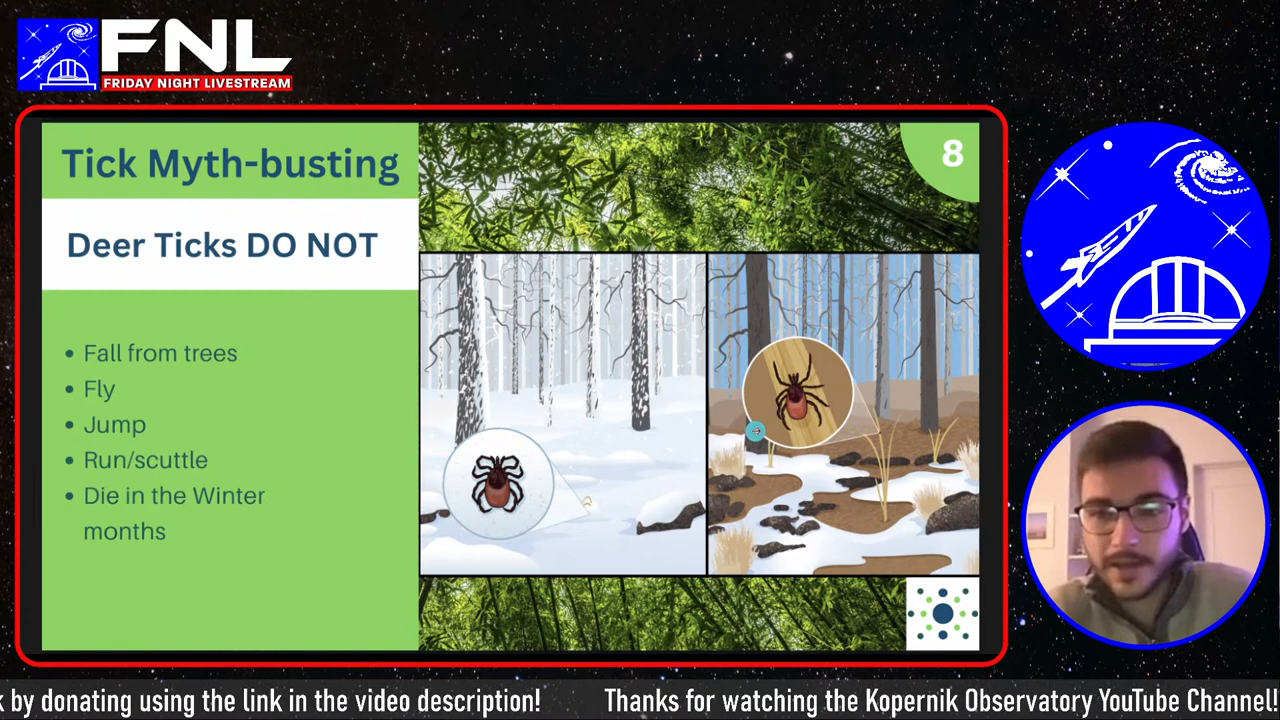 FNL
FRIDAY NIGHT LIVESTREAM
Tick Myth-busting
8
Deer Ticks DO NOT
• Fall from trees
• Fly
• Jump
• Run/scuttle
• Die in the Winter
months
k by donating using the link in the video description! Thanks for watching the Kopernik Observatory YouTube Channel!!